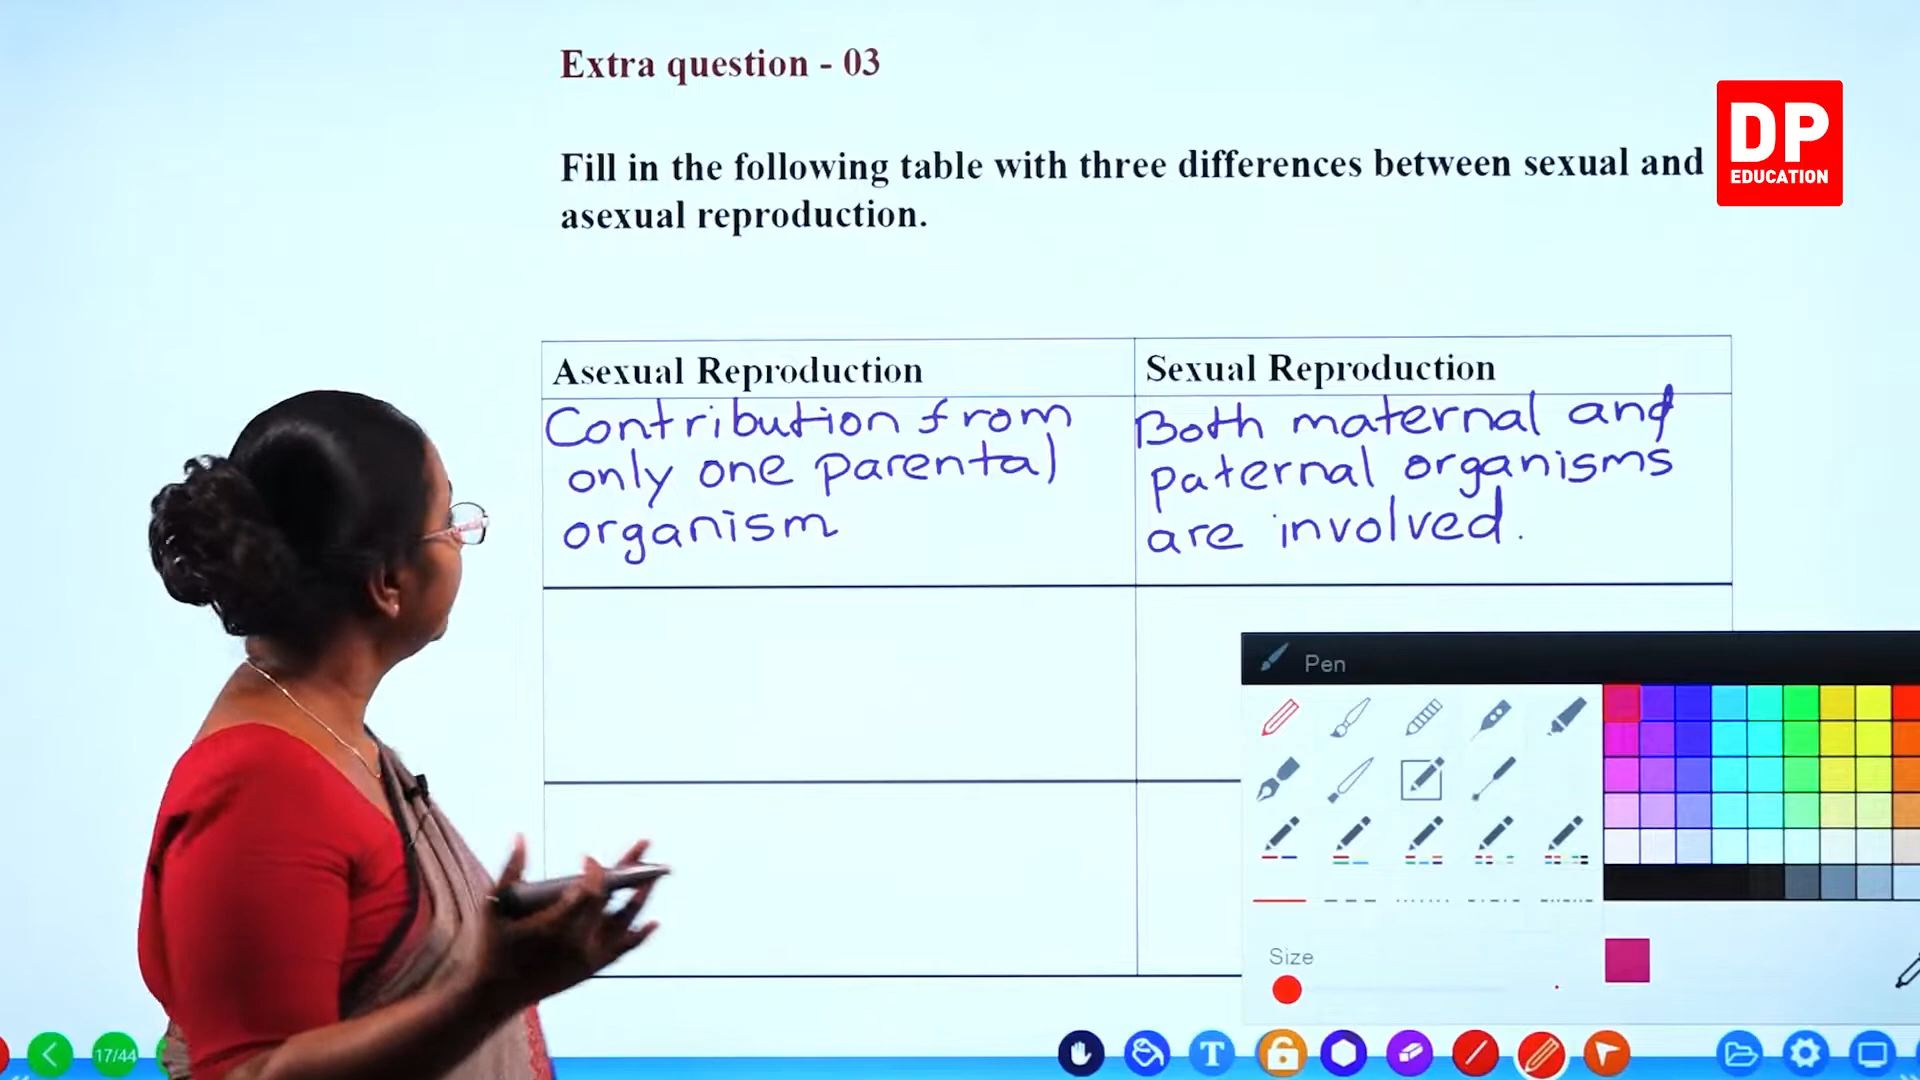 Extra question - 03
DP
EDUCATION
Fill in the following table with three differences between sexual and
asexual reproduction.
Asexual Reproduction
Sexual Reproduction
Contribution from
only one parental
organism
Both maternal and
paternal organisms
are involved.
Pen
Size
17/44
T